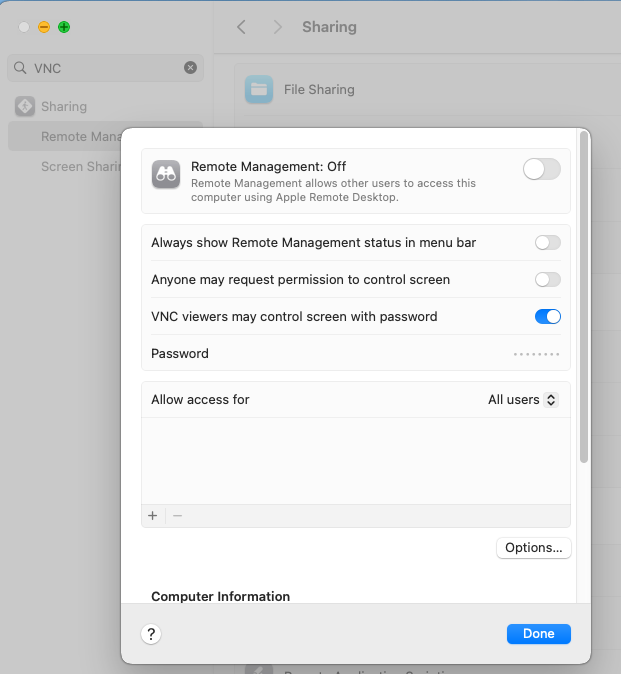 Sharing
VNC
Sharing
File Sharing
Remote Mana
Screen Sharin
Remote Management: Off
Remote Management allows other users to access this
computer using Apple Remote Desktop.
Always show Remote Management status in menu bar
Anyone may request permission to control screen
VNC viewers may control screen with password
Password ........
Allow access for All users
+ −
Options...
Computer Information
? Done